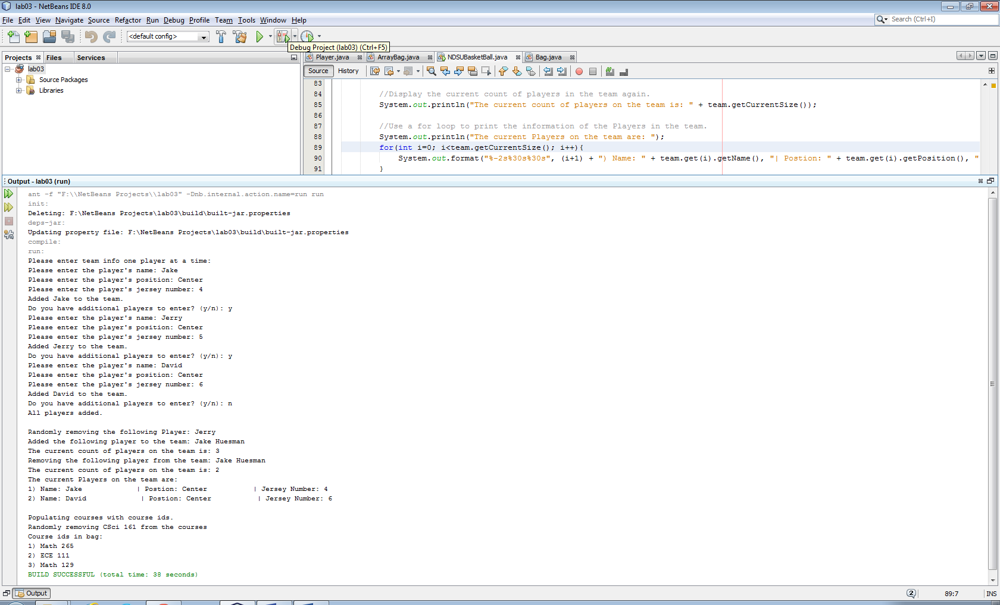 lab03 - NetBeans IDE 8.0
File Edit View Navigate Source Refactor Run Debug Profile Team Tools Window Help
Search (Ctrl+I)
<default config>
Debug Project (lab03) (Ctrl+F5)
Projects Files Services
Player.java ArrayBag.java NDSUBasketBall.java Bag.java
lab03
Source Packages
Libraries
Source History
83
84 //Display the current count of players in the team again.
85 System.out.println("The current count of players on the team is: " + team.getCurrentSize());
86
87 //Use a for loop to print the information of the Players in the team.
88 System.out.println("The current Players on the team are: ");
89 for(int i=0; i<team.getCurrentSize(); i++){
90 System.out.format("%-2s%30s%30s", (i+1) + ") Name: " + team.get(i).getName(), "| Postion: " + team.get(i).getPosition(), "
91 }
Output - lab03 (run)
ant -f "F:\\NetBeans Projects\\lab03" -Dnb.internal.action.name=run run
init:
Deleting: F:\NetBeans Projects\lab03\build\built-jar.properties
deps-jar:
Updating property file: F:\NetBeans Projects\lab03\build\built-jar.properties
compile:
run:
Please enter team info one player at a time:
Please enter the player's name: Jake
Please enter the player's position: Center
Please enter the player's jersey number: 4
Added Jake to the team.
Do you have additional players to enter? (y/n): y
Please enter the player's name: Jerry
Please enter the player's position: Center
Please enter the player's jersey number: 5
Added Jerry to the team.
Do you have additional players to enter? (y/n): y
Please enter the player's name: David
Please enter the player's position: Center
Please enter the player's jersey number: 6
Added David to the team.
Do you have additional players to enter? (y/n): n
All players added.
Randomly removing the following Player: Jerry
Added the following player to the team: Jake Huesman
The current count of players on the team is: 3
Removing the following player from the team: Jake Huesman
The current count of players on the team is: 2
The current Players on the team are:
1) Name: Jake | Postion: Center | Jersey Number: 4
2) Name: David | Postion: Center | Jersey Number: 6
Populating courses with course ids.
Randomly removing CSci 161 from the courses
Course ids in bag:
1) Math 265
2) ECE 111
3) Math 129
BUILD SUCCESSFUL (total time: 38 seconds)
Output
2
89:7
INS